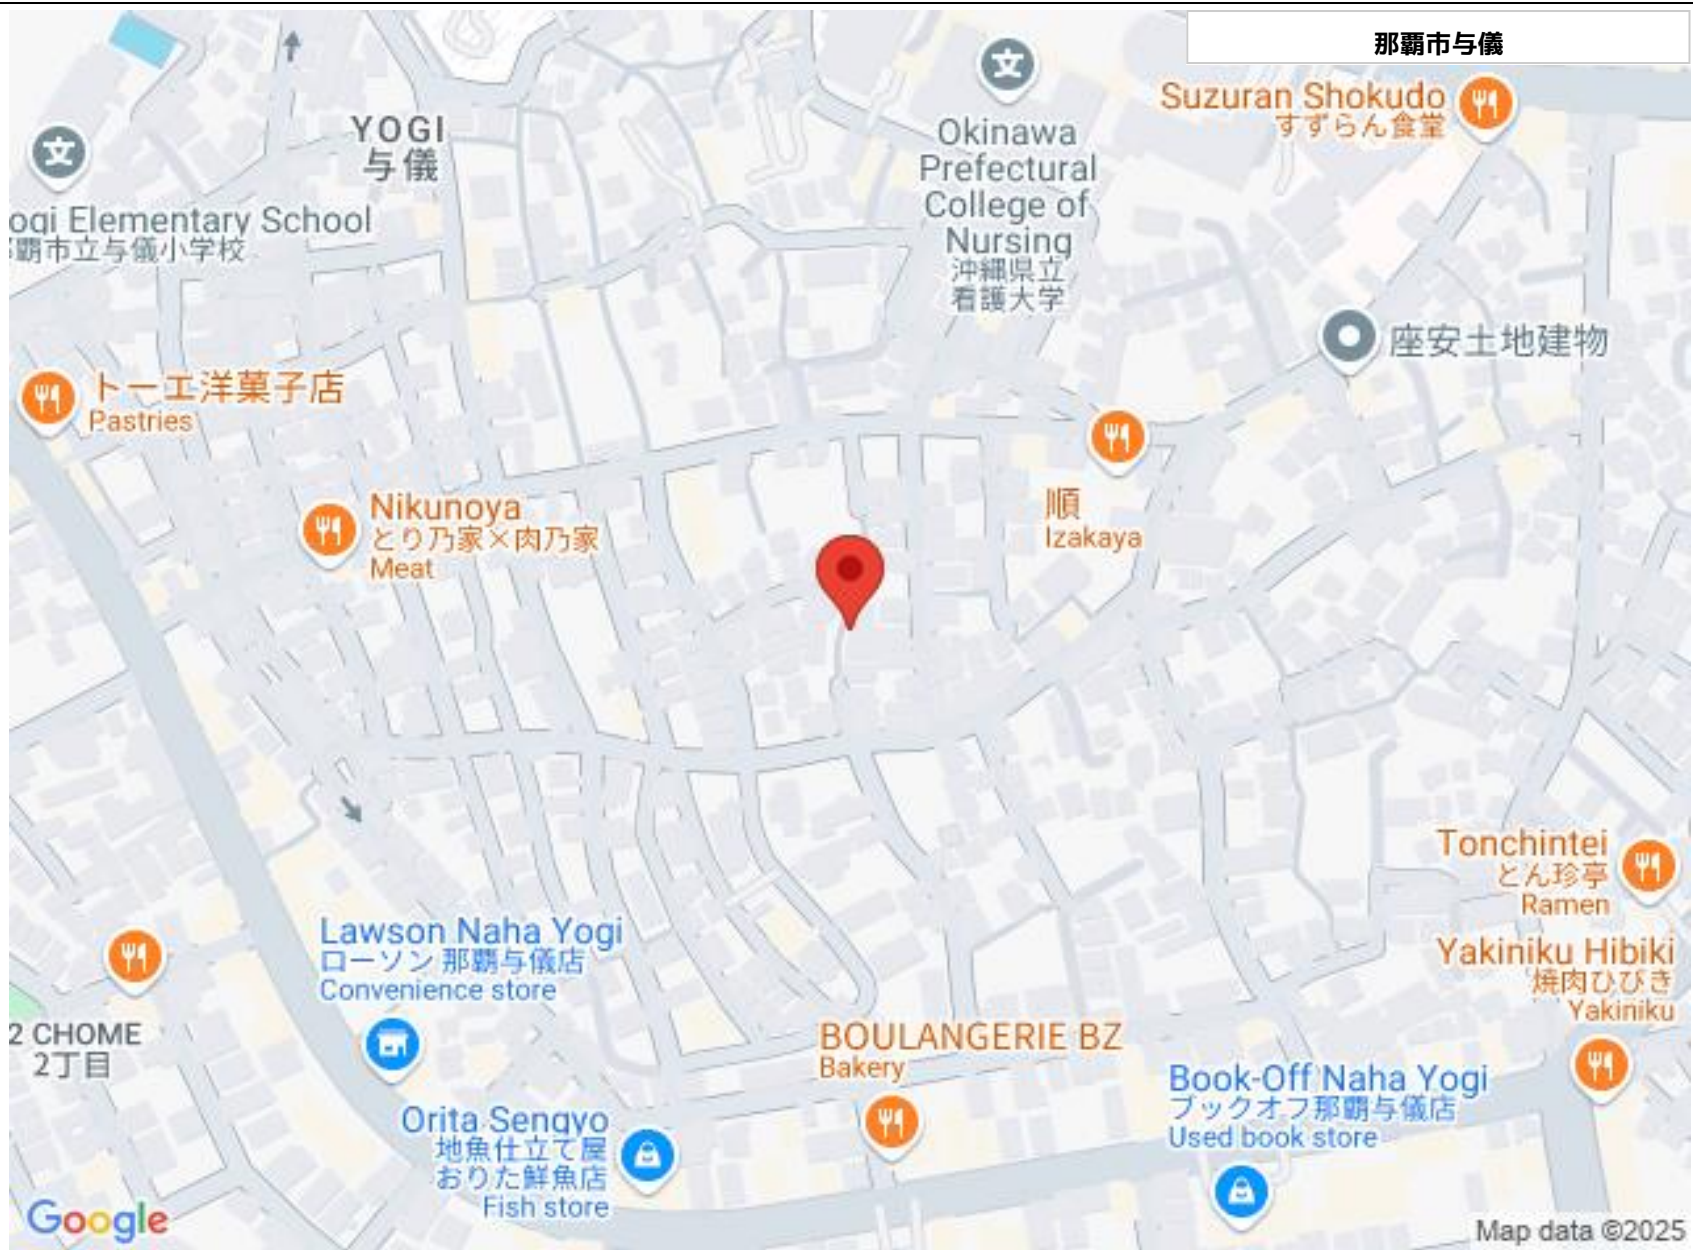 那覇市与儀
Suzuran Shokudo
すずらん食堂
YOGI
与儀
Okinawa
Prefectural
College of
Nursing
沖縄県立
看護大学
ogi Elementary School
覇市立与儀小学校
座安土地建物
トーエ洋菓子店
Pastries
Nikunoya
とり乃家×肉乃家
Meat
順
Izakaya
Tonchintei
とん珍亭
Ramen
Lawson Naha Yogi
ローソン 那覇与儀店
Convenience store
Yakiniku Hibiki
焼肉ひびき
Yakiniku
2 CHOME
2丁目
BOULANGERIE BZ
Bakery
Book-Off Naha Yogi
ブックオフ那覇与儀店
Used book store
Orita Sengyo
地魚仕立て屋
おりた鮮魚店
Fish store
Google
Map data ©2025